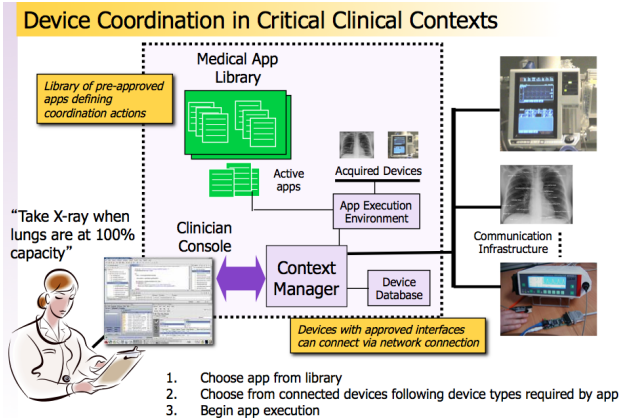 Device Coordination in Critical Clinical Contexts
Medical App
Library
Library of pre-approved
apps defining
coordination actions
Active
apps
Acquired Devices
App Execution
Environment
"Take X-ray when
lungs are at 100%
capacity"
Clinician
Console
Context
Manager
Device
Database
Communication
Infrastructure
Devices with approved interfaces
can connect via network connection
1. Choose app from library
2. Choose from connected devices following device types required by app
3. Begin app execution